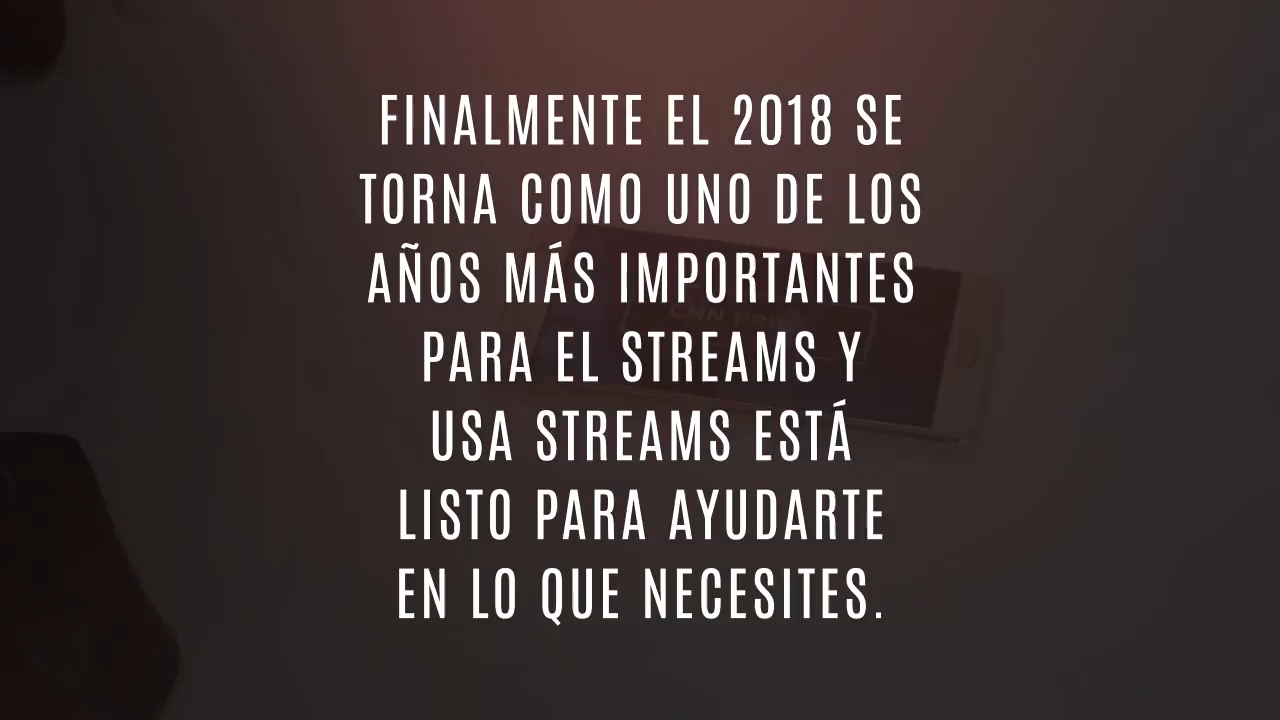 FINALMENTE EL 2018 SE
TORNA COMO UNO DE LOS
AÑOS MÁS IMPORTANTES
PARA EL STREAMS Y
USA STREAMS ESTÁ
LISTO PARA AYUDARTE
EN LO QUE NECESITES.